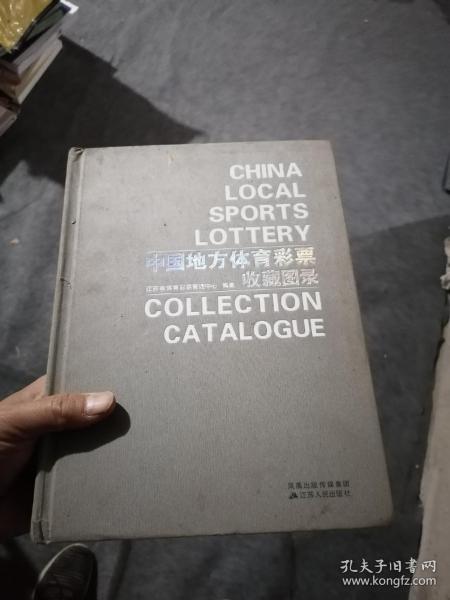 CHINA
LOCAL
SPORTS
LOTTERY
中国地方体育彩票
收藏图录
江苏省体育彩票管理中心 编著
COLLECTION
CATALOGUE
凤凰出版传媒集团
江苏人民出版社
孔夫子旧书网
www.kongfz.com